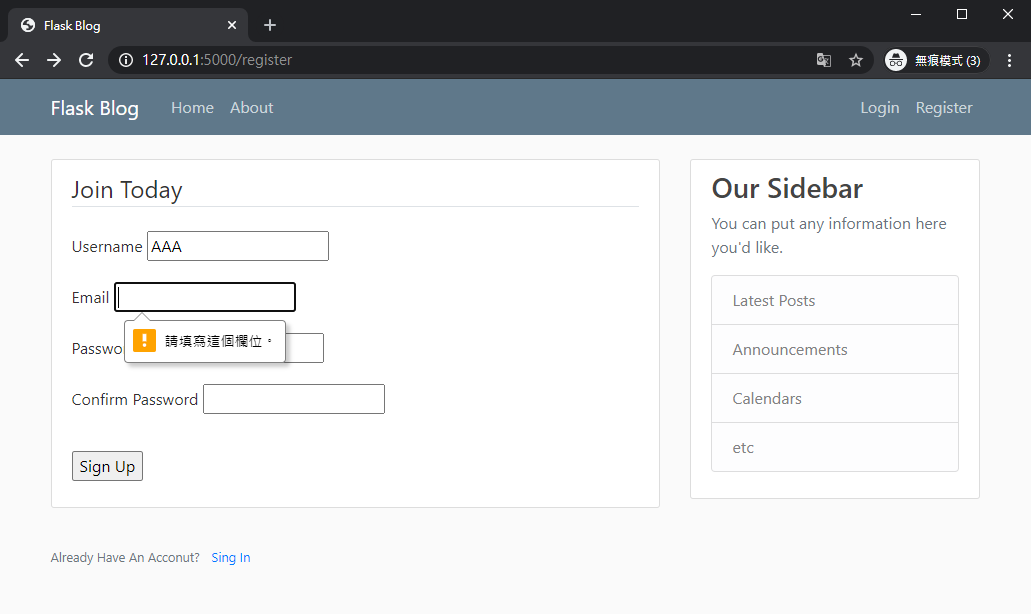 Flask Blog
127.0.0.1:5000/register
無痕模式 (3)
Flask Blog Home About Login Register
Join Today
Username AAA
Email
請填寫這個欄位。
Passwo
Confirm Password
Sign Up
Already Have An Acconut? Sing In
Our Sidebar
You can put any information here
you'd like.
Latest Posts
Announcements
Calendars
etc